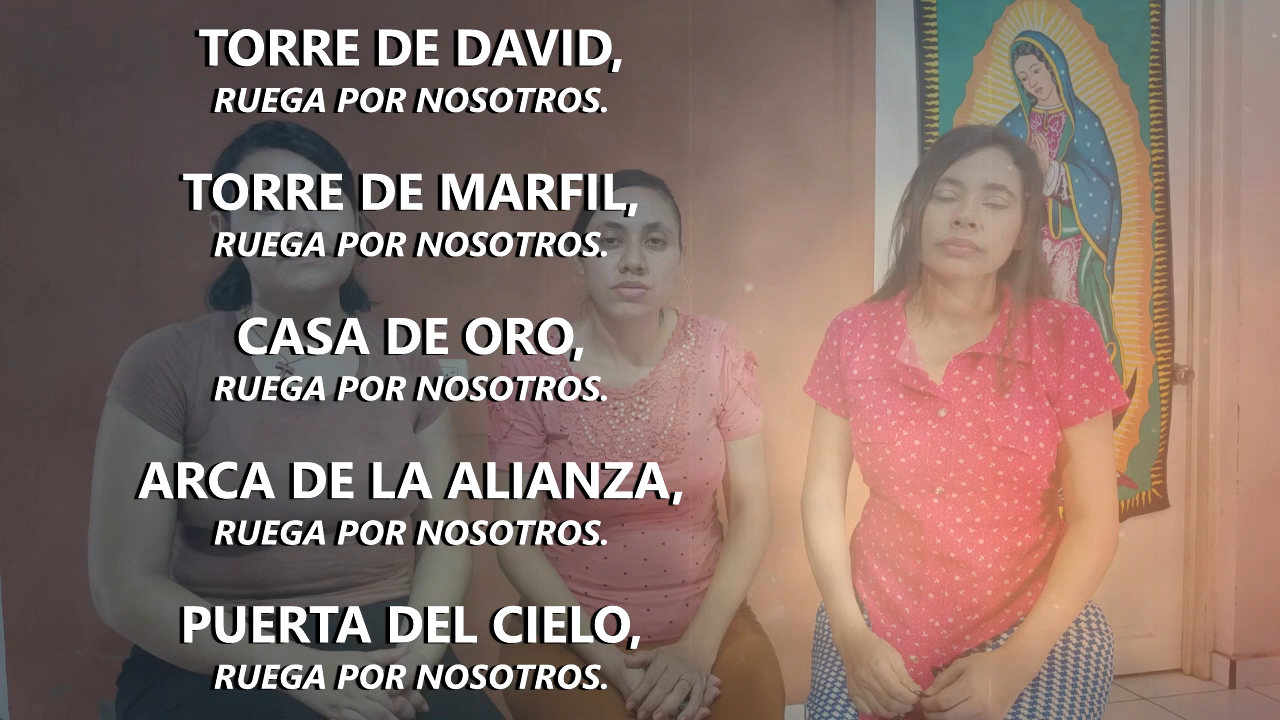 TORRE DE DAVID,
RUEGA POR NOSOTROS.
TORRE DE MARFIL,
RUEGA POR NOSOTROS.
CASA DE ORO,
RUEGA POR NOSOTROS.
ARCA DE LA ALIANZA,
RUEGA POR NOSOTROS.
PUERTA DEL CIELO,
RUEGA POR NOSOTROS.